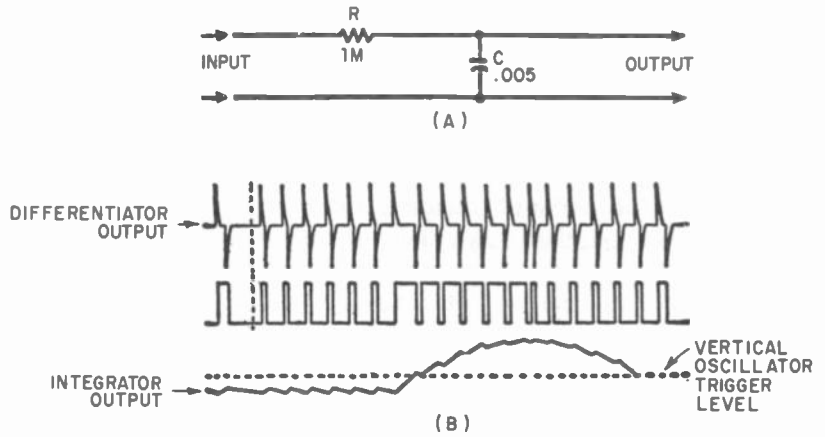 R
1M
INPUT
C
.005
OUTPUT
(A)
DIFFERENTIATOR
OUTPUT
INTEGRATOR
OUTPUT
VERTICAL
OSCILLATOR
TRIGGER
LEVEL
(B)